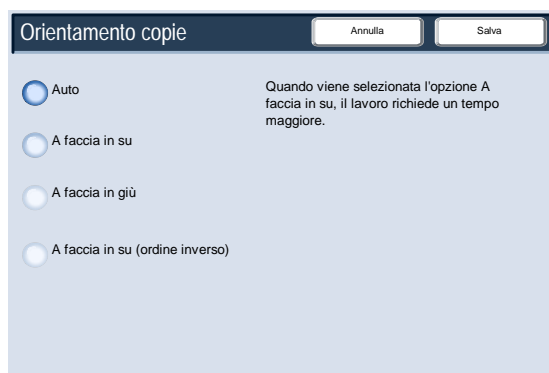 Orientamento copie
Annulla
Salva
Auto
A faccia in su
A faccia in giù
A faccia in su (ordine inverso)
Quando viene selezionata l'opzione A
faccia in su, il lavoro richiede un tempo
maggiore.